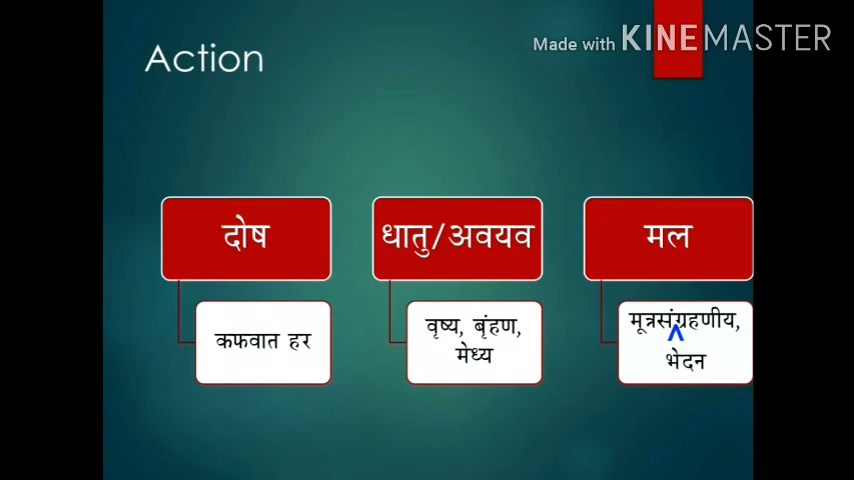 Made with KINEMASTER
Action
दोष
धातु/अवयव
मल
कफवात हर
वृष्य, बृंहण,
मेध्य
मूत्रसंग्रहणीय,
भेदन